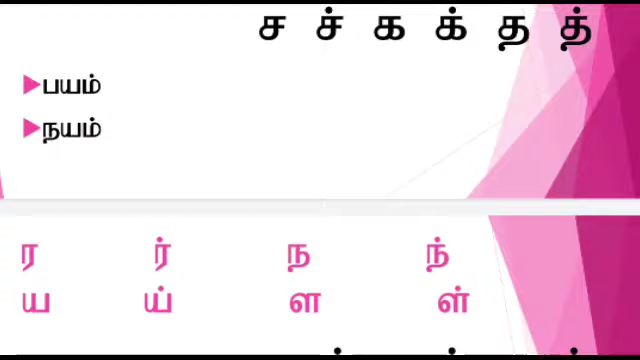 ச ச் க க் த த்
பயம்
நயம்
ர ர் ந ந்
ய ய் ள ள்